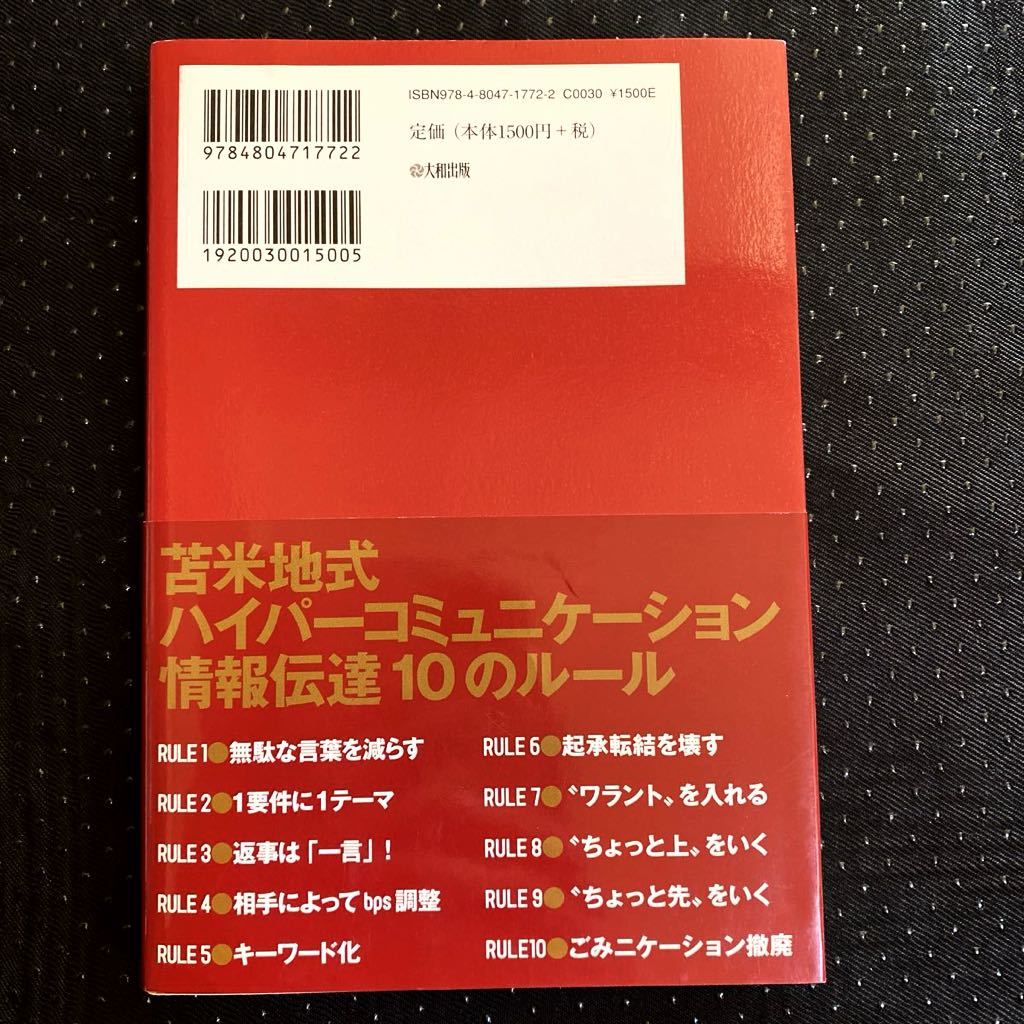 ISBN978-4-8047-1772-2 C0030 ¥1500E
定価（本体1500円＋税）
大和出版
9784804717722
1920030015005
苫米地式
ハイパーコミュニケーション
情報伝達10のルール
RULE 1●無駄な言葉を減らす
RULE 2●1要件に1テーマ
RULE 3●返事は「一言」!
RULE 4●相手によってbps調整
RULE 5●キーワード化
RULE 6●起承転結を壊す
RULE 7●〝ワラント〟を入れる
RULE 8●〝ちょっと上〟をいく
RULE 9●〝ちょっと先〟をいく
RULE10●ごみニケーション撤廃